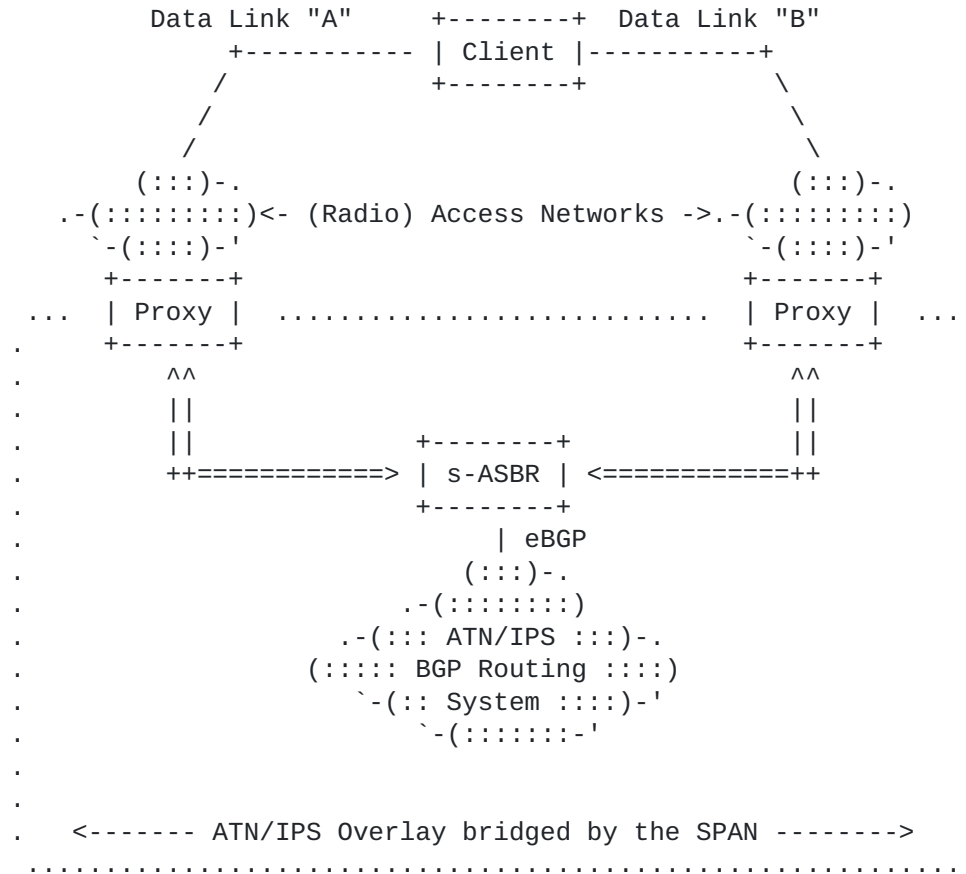 Data Link "A" +--------+ Data Link "B"
+----------- | Client |-----------+
/ +--------+ \
/ \
/ \
(:::)-. (:::)-.
.-(:::::::::)<- (Radio) Access Networks ->.-(:::::::::)
`-(::::)-' `-(::::)-'
+-------+ +-------+
... | Proxy | ............................ | Proxy | ...
. +-------+ +-------+
. ^^ ^^
. || ||
. || +--------+ ||
. ++============> | s-ASBR | <============++
. +--------+
. | eBGP
. (:::)-.
. .-(::::::::)
. .-(::: ATN/IPS :::)-.
. (::::: BGP Routing ::::)
. `-(:: System ::::)-'
. `-(:::::::-'
.
.
. <------- ATN/IPS Overlay bridged by the SPAN -------->
............................................................